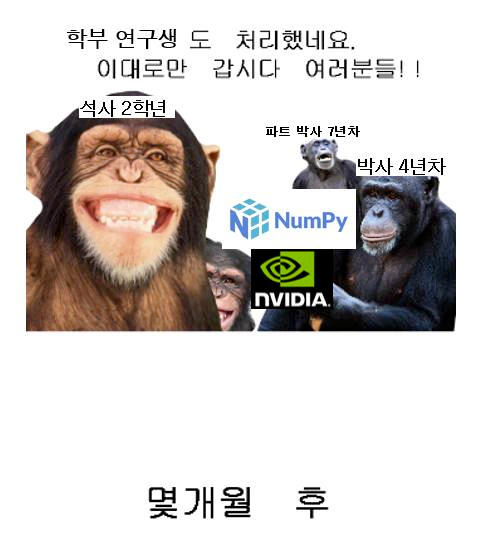 학부 연구생 도 처리했네요.
이대로만 갑시다 여러분들!!
석사 2학년
파트 박사 7년차
박사 4년차
NumPy
NVIDIA.
몇개월 후